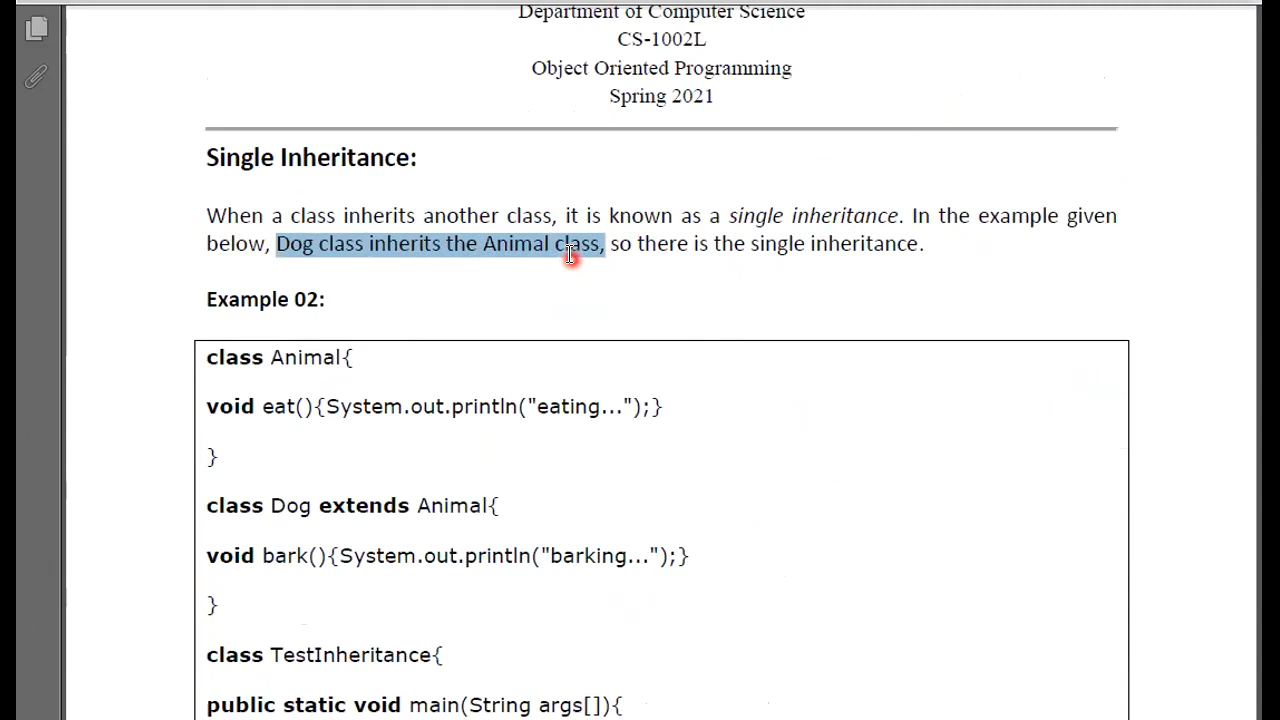 Department of Computer Science
CS-1002L
Object Oriented Programming
Spring 2021
Single Inheritance:
When a class inherits another class, it is known as a single inheritance. In the example given
below, Dog class inherits the Animal class, so there is the single inheritance.
Example 02:
class Animal{
void eat(){System.out.println("eating...");}
}
class Dog extends Animal{
void bark(){System.out.println("barking...");}
}
class TestInheritance{
public static void main(String args[]){